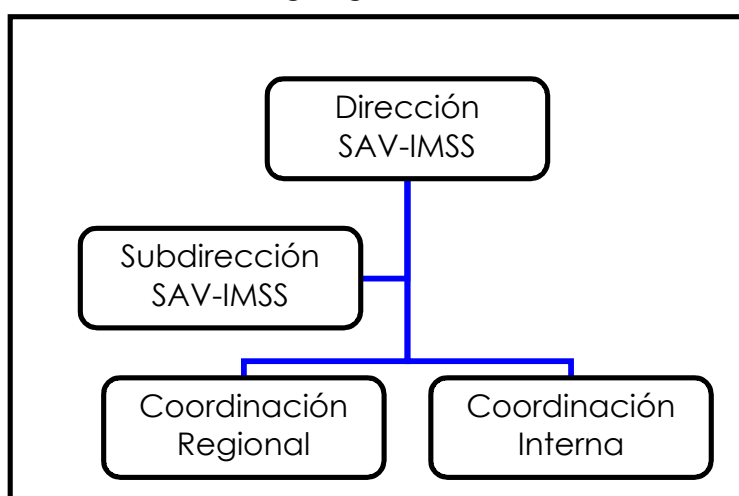 Dirección
SAV-IMSS
Subdirección
SAV-IMSS
Coordinación
Regional
Coordinación
Interna